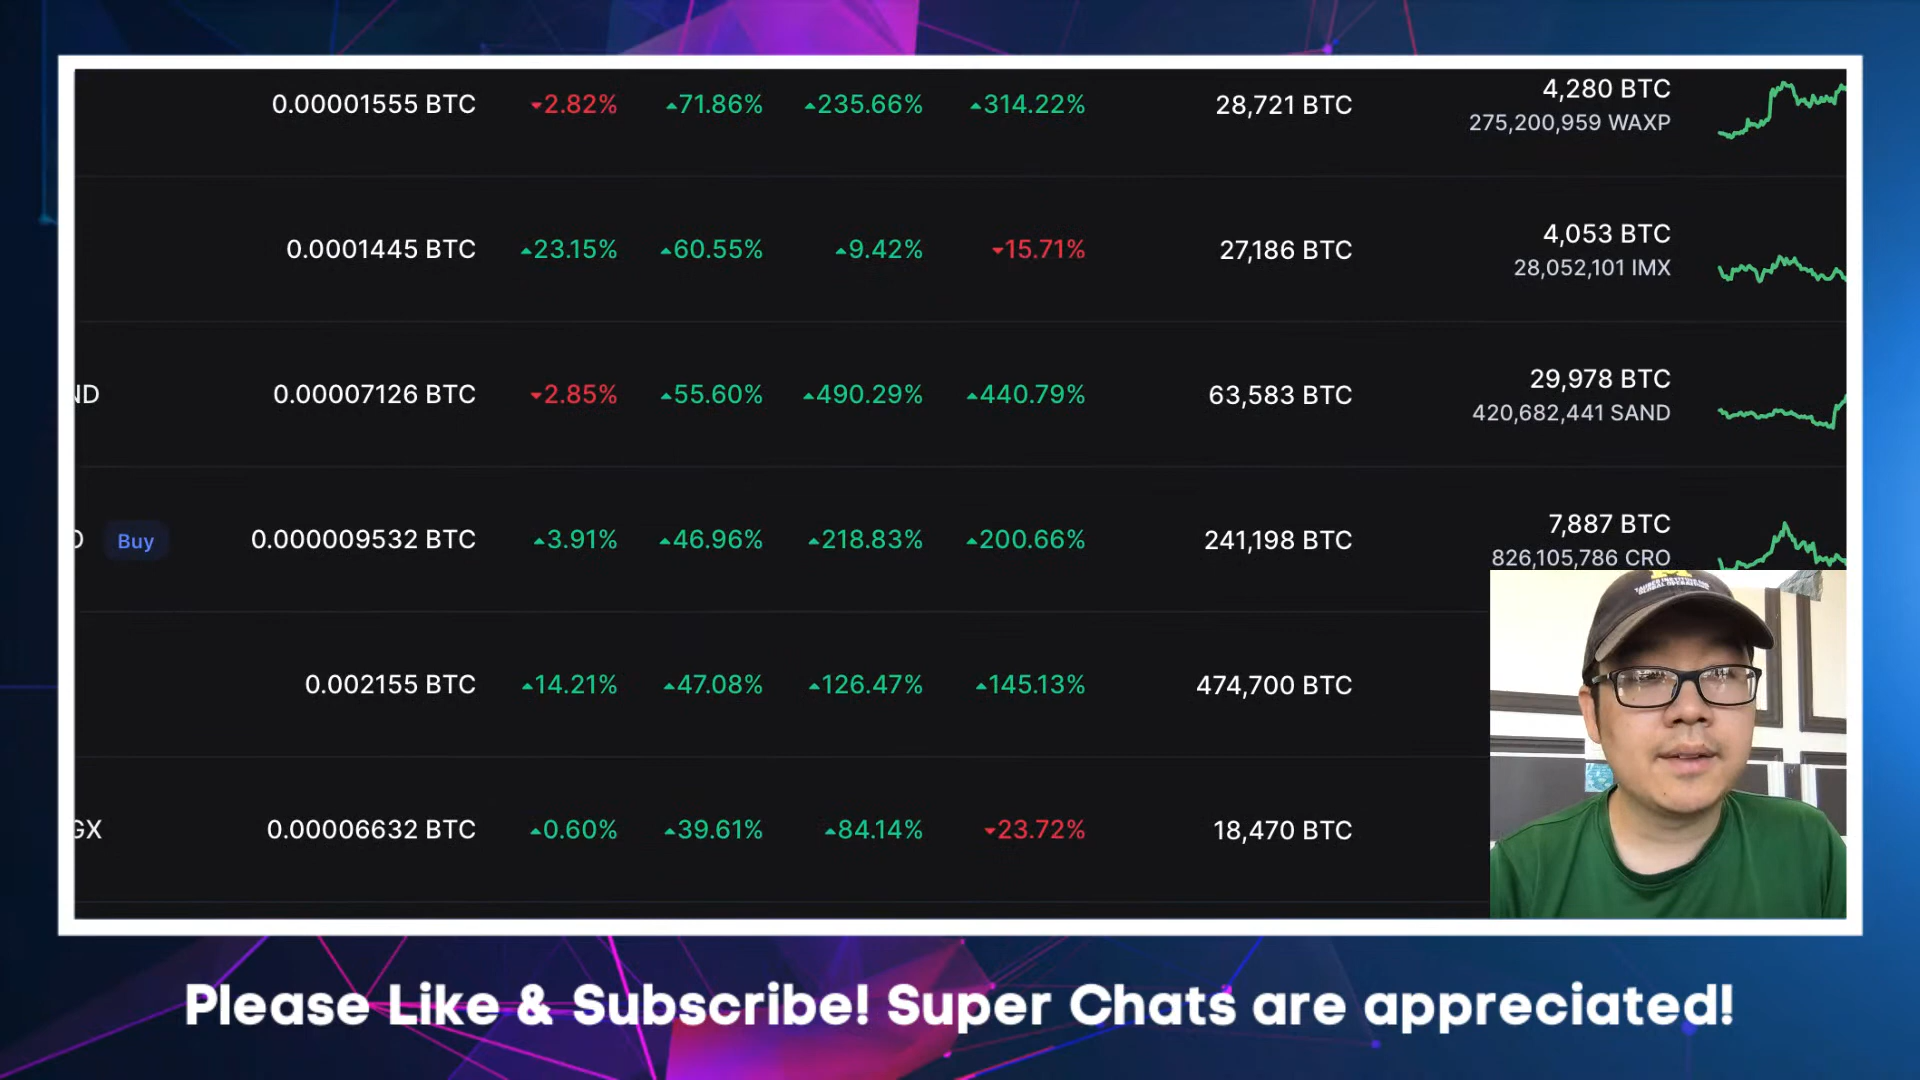 0.00001555 BTC ▾2.82% ▴71.86% ▴235.66% ▴314.22% 28,721 BTC 4,280 BTC
275,200,959 WAXP
0.0001445 BTC ▴23.15% ▴60.55% ▴9.42% ▾15.71% 27,186 BTC 4,053 BTC
28,052,101 IMX
ND 0.00007126 BTC ▾2.85% ▴55.60% ▴490.29% ▴440.79% 63,583 BTC 29,978 BTC
420,682,441 SAND
Buy 0.000009532 BTC ▴3.91% ▴46.96% ▴218.83% ▴200.66% 241,198 BTC 7,887 BTC
826,105,786 CRO
0.002155 BTC ▴14.21% ▴47.08% ▴126.47% ▴145.13% 474,700 BTC
GX 0.00006632 BTC ▴0.60% ▴39.61% ▴84.14% ▾23.72% 18,470 BTC
Please Like & Subscribe! Super Chats are appreciated!